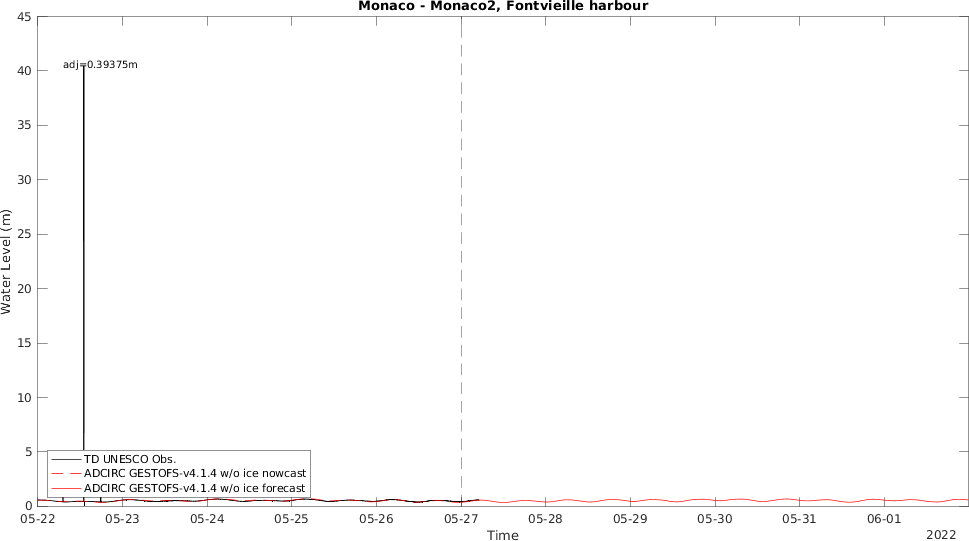 Monaco - Monaco2, Fontvieille harbour
45
40
35
30
25
20
15
10
5
0
Water Level (m)
adj=0.39375m
TD UNESCO Obs.
ADCIRC GESTOFS-v4.1.4 w/o ice nowcast
ADCIRC GESTOFS-v4.1.4 w/o ice forecast
05-22 05-23 05-24 05-25 05-26 05-27 05-28 05-29 05-30 05-31 06-01
Time
2022